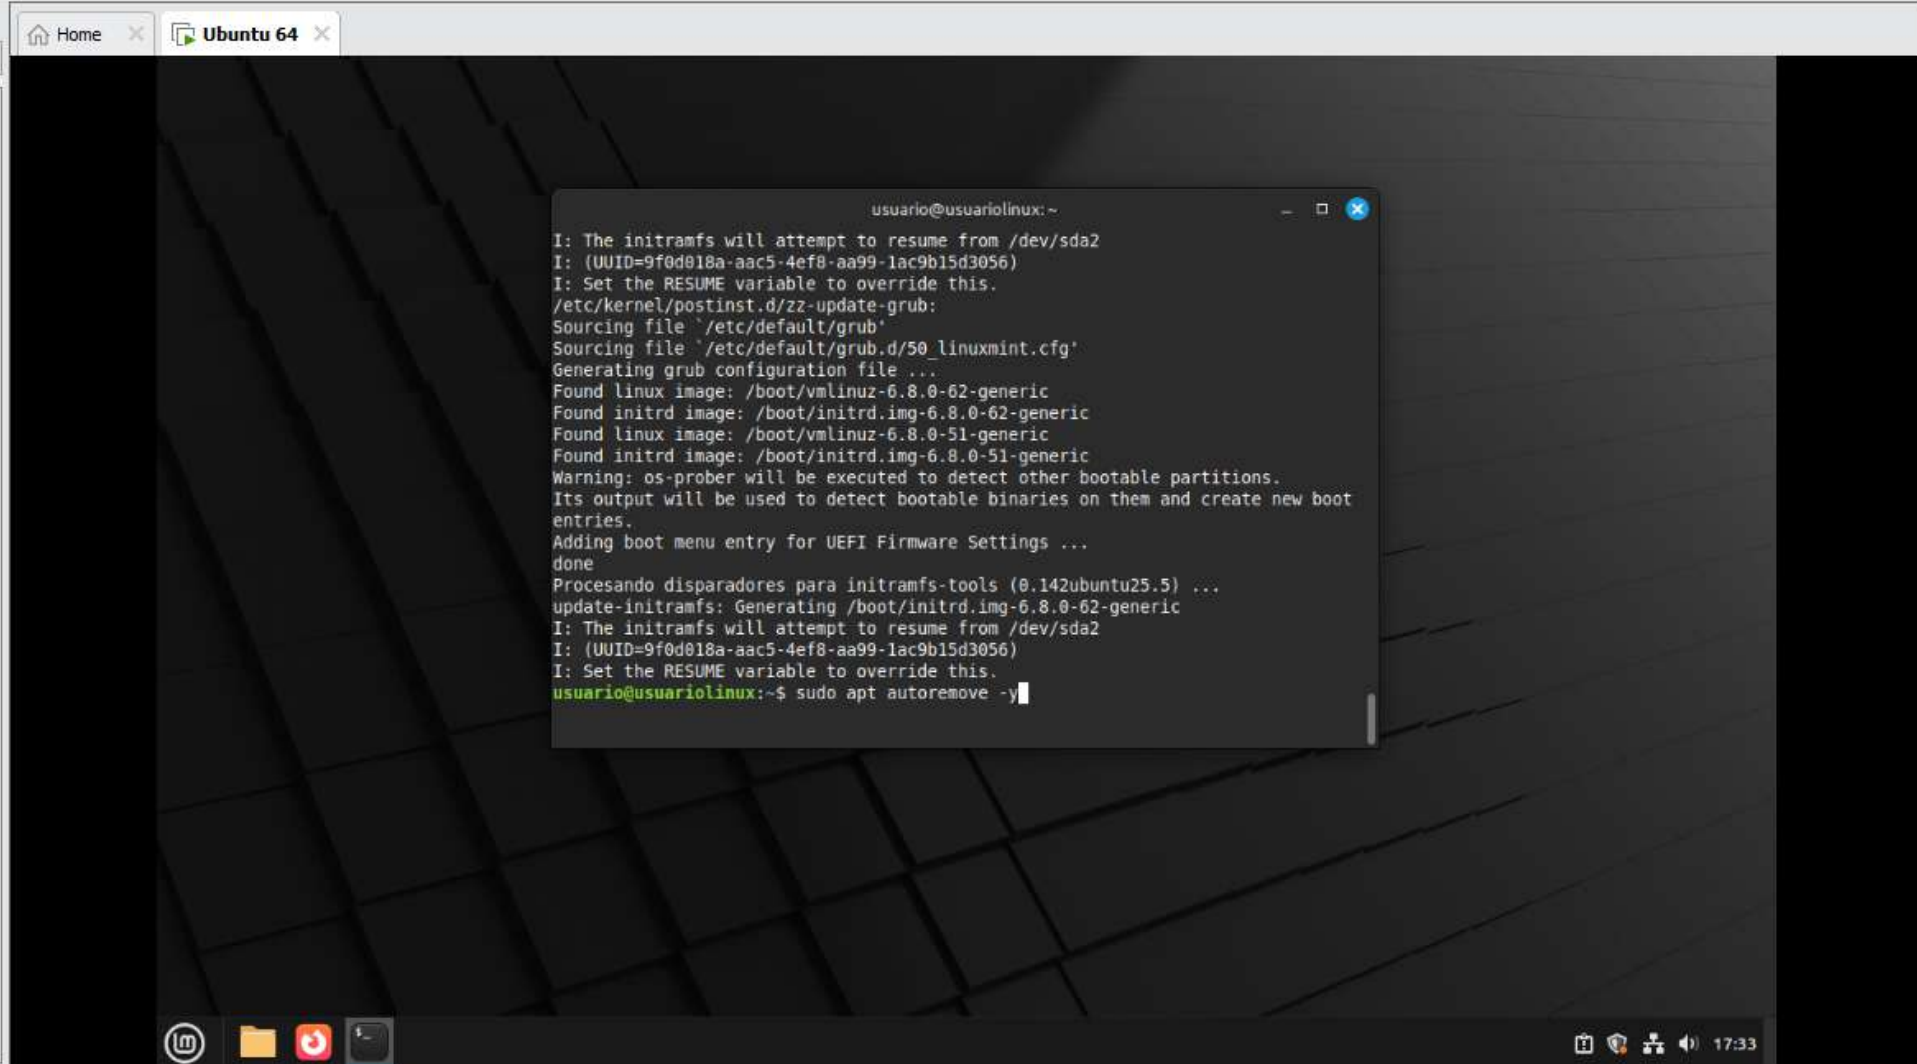 Home
Ubuntu 64
usuario@usuariolinux: ~
I: The initramfs will attempt to resume from /dev/sda2
I: (UUID=9f0d018a-aac5-4ef8-aa99-1ac9b15d3056)
I: Set the RESUME variable to override this.
/etc/kernel/postinst.d/zz-update-grub:
Sourcing file `/etc/default/grub'
Sourcing file `/etc/default/grub.d/50_linuxmint.cfg'
Generating grub configuration file ...
Found linux image: /boot/vmlinuz-6.8.0-62-generic
Found initrd image: /boot/initrd.img-6.8.0-62-generic
Found linux image: /boot/vmlinuz-6.8.0-51-generic
Found initrd image: /boot/initrd.img-6.8.0-51-generic
Warning: os-prober will be executed to detect other bootable partitions.
Its output will be used to detect bootable binaries on them and create new boot
entries.
Adding boot menu entry for UEFI Firmware Settings ...
done
Procesando disparadores para initramfs-tools (0.142ubuntu25.5) ...
update-initramfs: Generating /boot/initrd.img-6.8.0-62-generic
I: The initramfs will attempt to resume from /dev/sda2
I: (UUID=9f0d018a-aac5-4ef8-aa99-1ac9b15d3056)
I: Set the RESUME variable to override this.
usuario@usuariolinux:~$ sudo apt autoremove -y
17:33